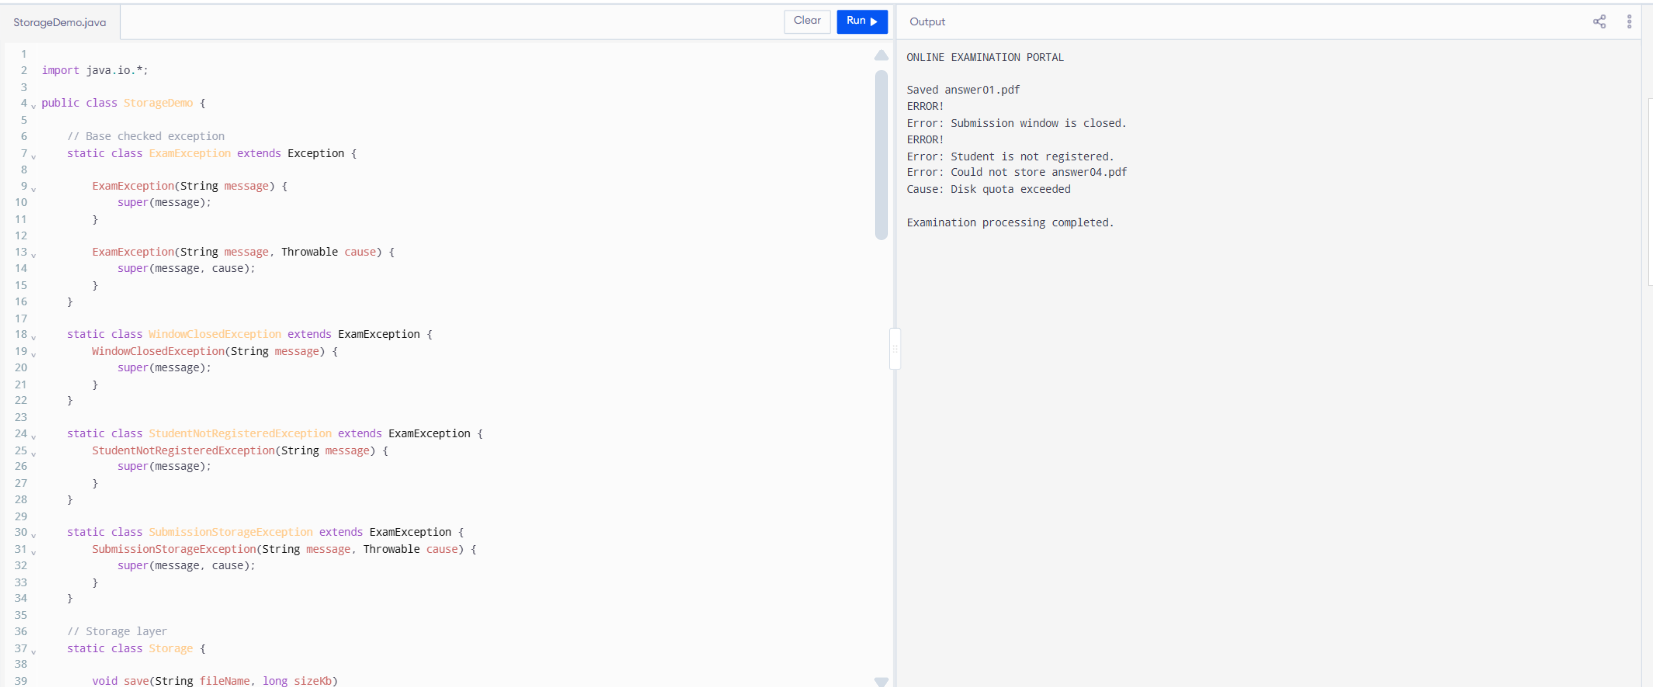 StorageDemo.java
Clear
Run
1
2 import java.io.*;
3
4 public class StorageDemo {
5
6 // Base checked exception
7 static class ExamException extends Exception {
8
9 ExamException(String message) {
10 super(message);
11 }
12
13 ExamException(String message, Throwable cause) {
14 super(message, cause);
15 }
16 }
17
18 static class WindowClosedException extends ExamException {
19 WindowClosedException(String message) {
20 super(message);
21 }
22 }
23
24 static class StudentNotRegisteredException extends ExamException {
25 StudentNotRegisteredException(String message) {
26 super(message);
27 }
28 }
29
30 static class SubmissionStorageException extends ExamException {
31 SubmissionStorageException(String message, Throwable cause) {
32 super(message, cause);
33 }
34 }
35
36 // Storage layer
37 static class Storage {
38
39 void save(String fileName, long sizeKb)
Output
ONLINE EXAMINATION PORTAL
Saved answer01.pdf
ERROR!
Error: Submission window is closed.
ERROR!
Error: Student is not registered.
Error: Could not store answer04.pdf
Cause: Disk quota exceeded
Examination processing completed.